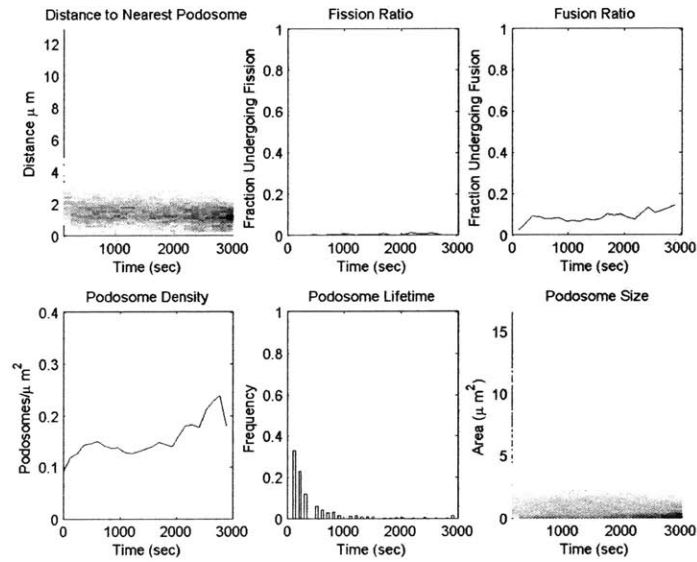 Distance to Nearest Podosome
Distance μ m
12
10
8
6
4
2
0
1000 2000 3000
Time (sec)
Fission Ratio
Fraction Undergoing Fission
1
0.8
0.6
0.4
0.2
0
0 1000 2000 3000
Time (sec)
Fusion Ratio
Fraction Undergoing Fusion
1
0.8
0.6
0.4
0.2
0
0 1000 2000 3000
Time (sec)
Podosome Density
Podosomes/μ m²
0.4
0.3
0.2
0.1
0
0 1000 2000 3000
Time (sec)
Podosome Lifetime
Frequency
1
0.8
0.6
0.4
0.2
0
0 1000 2000 3000
Time (sec)
Podosome Size
Area (μ m²)
15
10
5
0
1000 2000 3000
Time (sec)